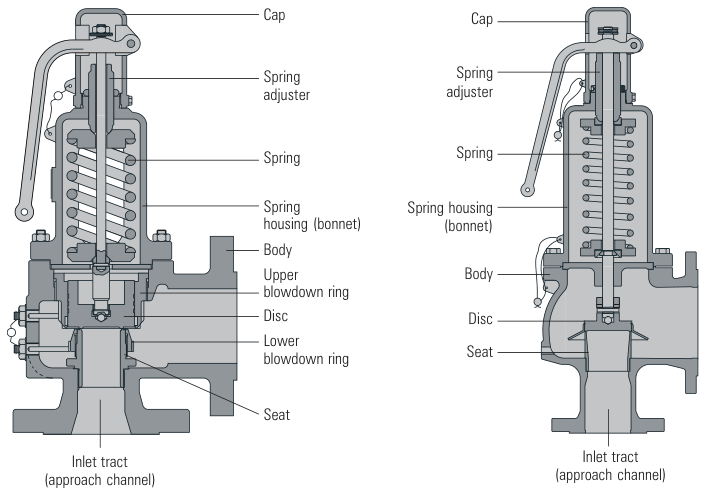 Cap
Spring
adjuster
Spring
Spring
housing (bonnet)
Body
Upper
blowdown ring
Disc
Lower
blowdown ring
Seat
Inlet tract
(approach channel)
Cap
Spring
adjuster
Spring
Spring housing
(bonnet)
Body
Disc
Seat
Inlet tract
(approach channel)